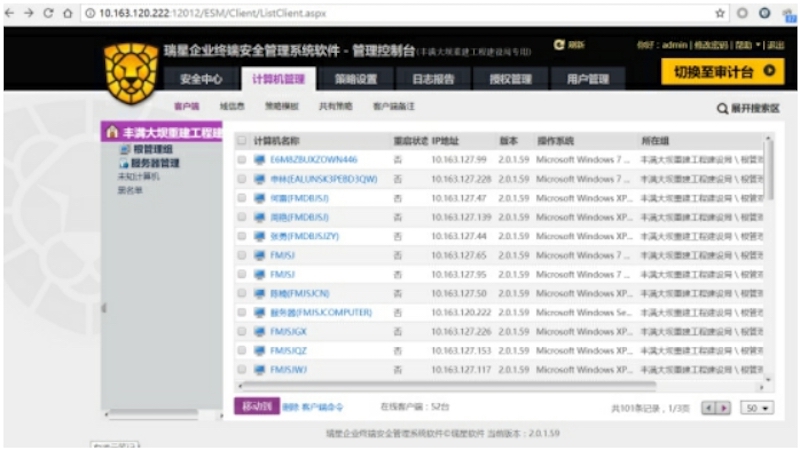 10.163.120.222:12012/ESM/Client/ListClient.aspx
瑞星企业终端安全管理系统软件 - 管理控制台(丰满大坝重建工程建设局专用)
刷新
你好:admin | 修改密码 | 帮助 | 退出
安全中心 计算机管理 策略设置 日志报告 授权管理 用户管理
切换至审计台
客户端 域信息 策略模板 共有策略 客户端备注
展开搜索区
丰满大坝重建工程建
根管理组
服务器管理
未知计算机
黑名单
计算机名称 重启状态 IP地址 版本 操作系统 所在组
E6M8ZBUXZOWN446 否 10.163.127.99 2.0.1.59 Microsoft Windows 7 ... 丰满大坝重建工程建设局 \ 根管理
申林(EALUNSK3PEBD3QW) 否 10.163.127.228 2.0.1.59 Microsoft Windows 7 ... 丰满大坝重建工程建设局 \ 根管理
(FMDBJSJ) 否 10.163.127.47 2.0.1.59 Microsoft Windows XP... 丰满大坝重建工程建设局 \ 根管理
(FMDBJSJ) 否 10.163.127.139 2.0.1.59 Microsoft Windows XP... 丰满大坝重建工程建设局 \ 根管理
张勇(FMDBJSJZY) 否 10.163.127.44 2.0.1.59 Microsoft Windows XP... 丰满大坝重建工程建设局 \ 根管理
FMJSJ 否 10.163.127.65 2.0.1.59 Microsoft Windows 7 ... 丰满大坝重建工程建设局 \ 根管理
FMJSJ 否 10.163.127.95 2.0.1.59 Microsoft Windows 7 ... 丰满大坝重建工程建设局 \ 根管理
(FMJSJCN) 否 10.163.127.50 2.0.1.59 Microsoft Windows XP... 丰满大坝重建工程建设局 \ 根管理
服务器(FMJSJCOMPUTER) 否 10.163.120.222 2.0.1.59 Microsoft Windows Se... 丰满大坝重建工程建设局 \ 根管理
FMJSJGX 否 10.163.127.226 2.0.1.59 Microsoft Windows XP... 丰满大坝重建工程建设局 \ 根管理
FMJSJQZ 否 10.163.127.153 2.0.1.59 Microsoft Windows XP... 丰满大坝重建工程建设局 \ 根管理
FMJSJWJ 否 10.163.127.117 2.0.1.59 Microsoft Windows XP... 丰满大坝重建工程建设局 \ 根管理
移动到 删除 客户端命令 在线客户端:52台 共101条记录,1/3页 50
瑞星企业终端安全管理系统软件©瑞星软件 当前版本:2.0.1.59